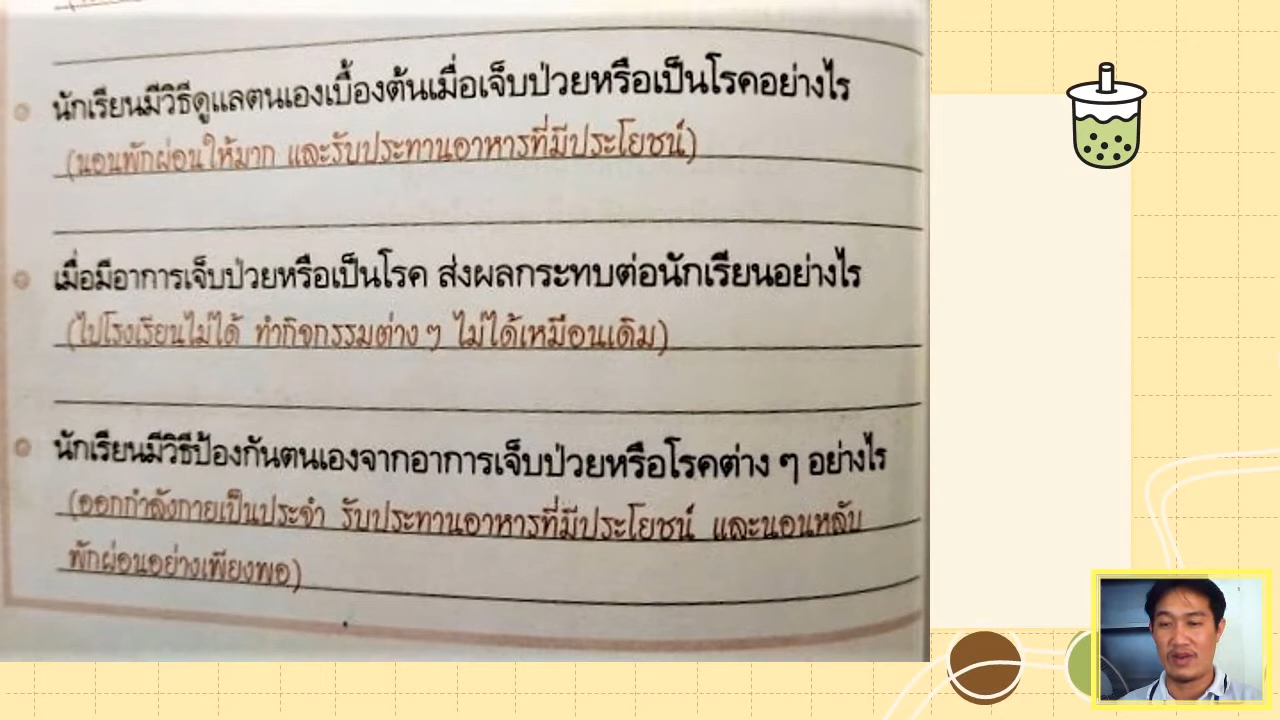 นักเรียนมีวิธีดูแลตนเองเบื้องต้นเมื่อเจ็บป่วยหรือเป็นโรคอย่างไร
(นอนพักผ่อนให้มาก และรับประทานอาหารที่มีประโยชน์)
เมื่อมีอาการเจ็บป่วยหรือเป็นโรค ส่งผลกระทบต่อนักเรียนอย่างไร
(ไปโรงเรียนไม่ได้ ทำกิจกรรมต่าง ๆ ไม่ได้เหมือนเดิม)
นักเรียนมีวิธีป้องกันตนเองจากอาการเจ็บป่วยหรือโรคต่าง ๆ อย่างไร
(ออกกำลังกายเป็นประจำ รับประทานอาหารที่มีประโยชน์ และนอนหลับ
พักผ่อนอย่างเพียงพอ)